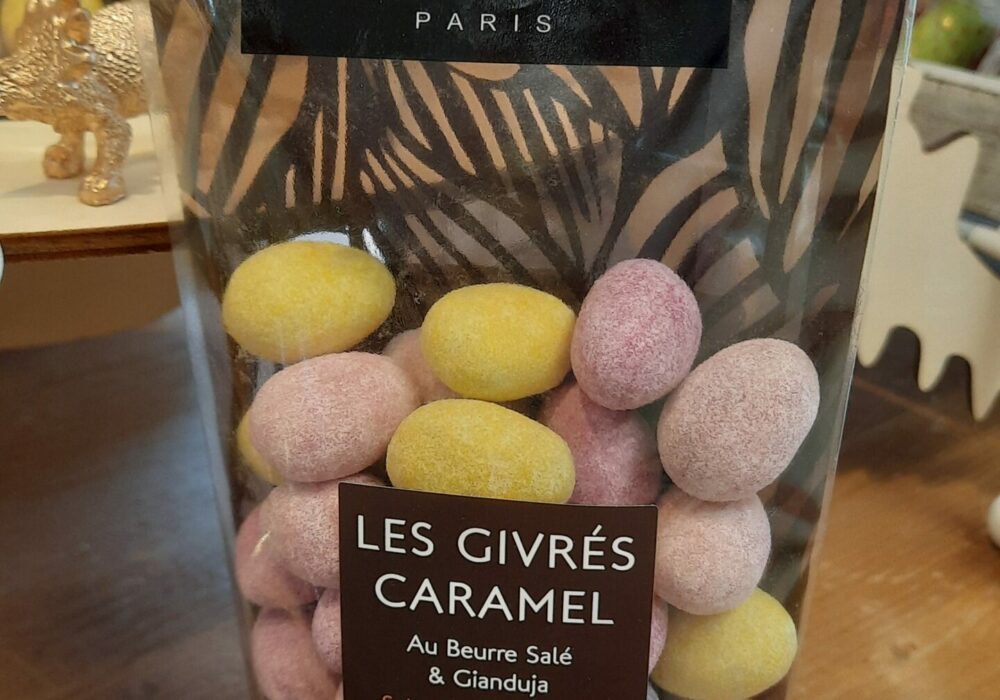 PARIS
LES GIVRÉS
CARAMEL
Au Beurre Salé
& Gianduja